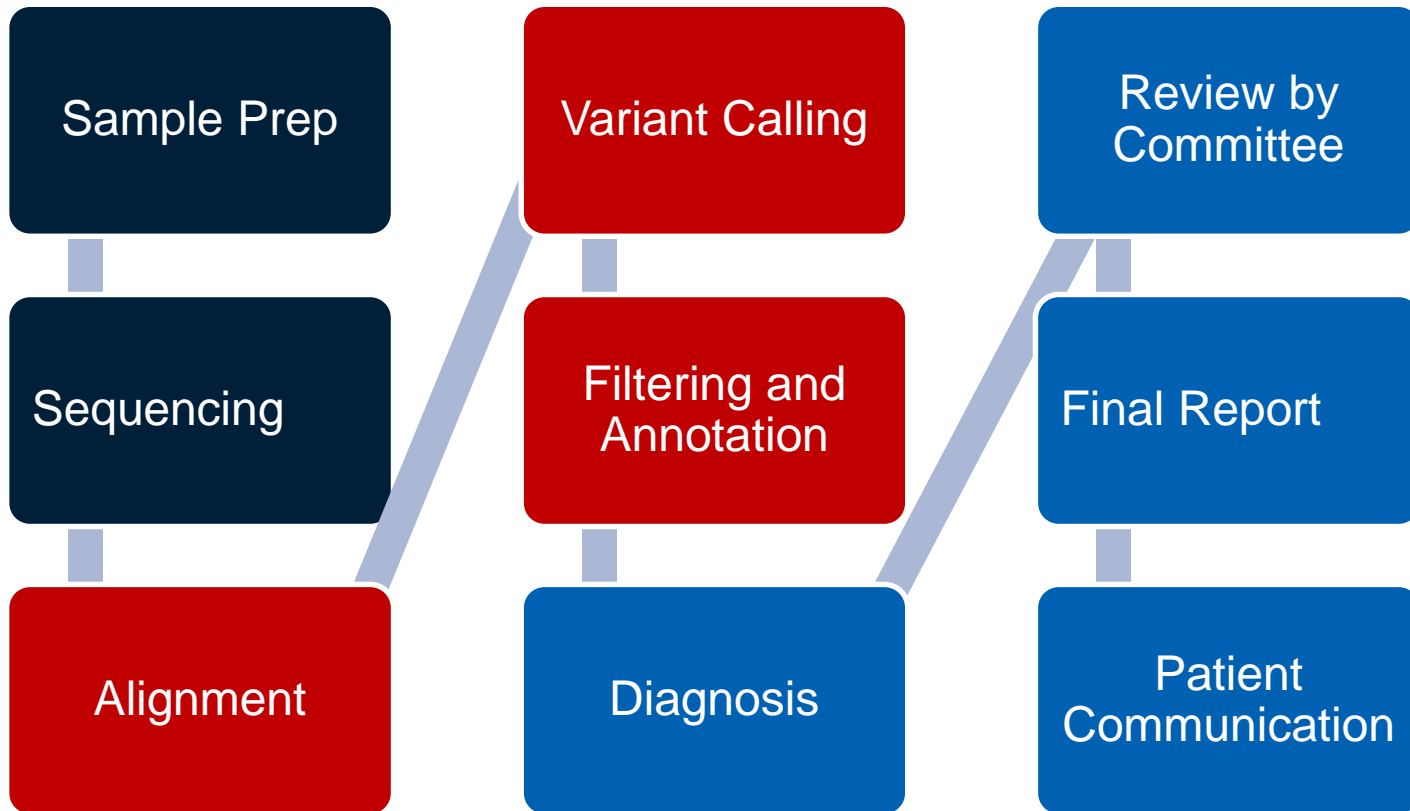 Sample Prep
Sequencing
Alignment
Variant Calling
Filtering and
Annotation
Diagnosis
Review by
Committee
Final Report
Patient
Communication